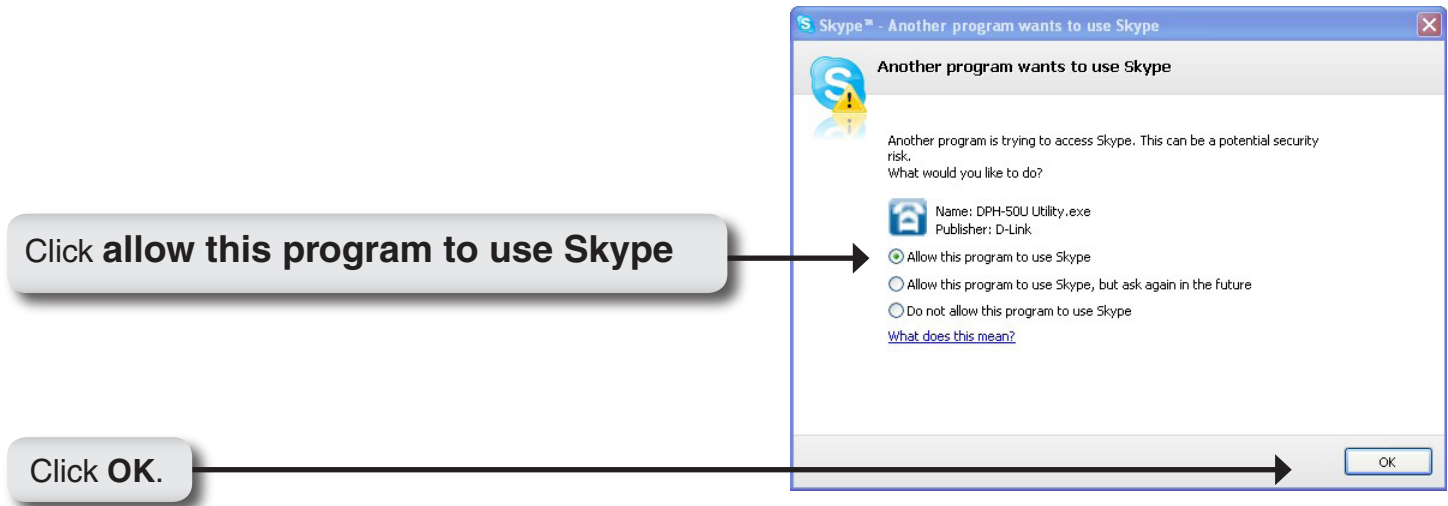 Skype™ - Another program wants to use Skype
Another program wants to use Skype
Another program is trying to access Skype. This can be a potential security
risk.
What would you like to do?
Name: DPH-50U Utility.exe
Publisher: D-Link
Click allow this program to use Skype
Allow this program to use Skype
Allow this program to use Skype, but ask again in the future
Do not allow this program to use Skype
What does this mean?
Click OK.
OK